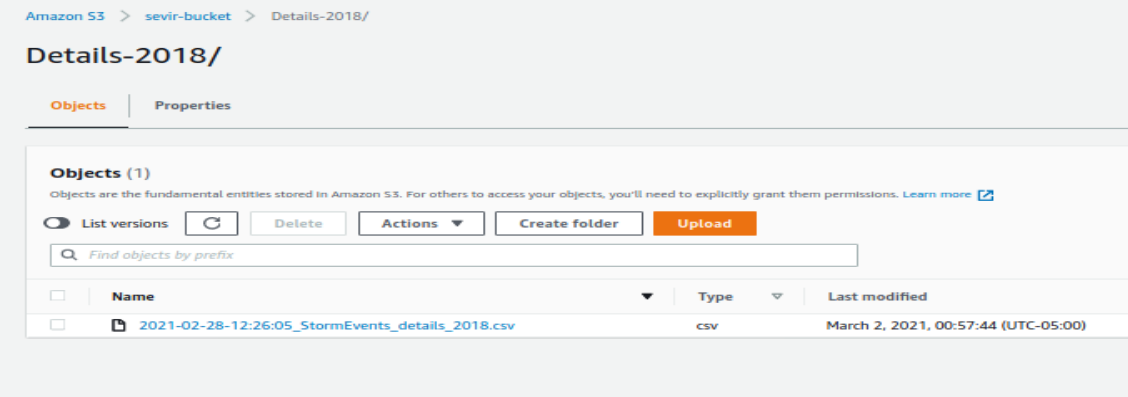 Amazon S3 > sevir-bucket > Details-2018/
Details-2018/
Objects Properties
Objects (1)
Objects are the fundamental entities stored in Amazon S3. For others to access your objects, you'll need to explicitly grant them permissions. Learn more
List versions Delete Actions Create folder Upload
Find objects by prefix
Name Type Last modified
2021-02-28-12:26:05_StormEvents_details_2018.csv csv March 2, 2021, 00:57:44 (UTC-05:00)